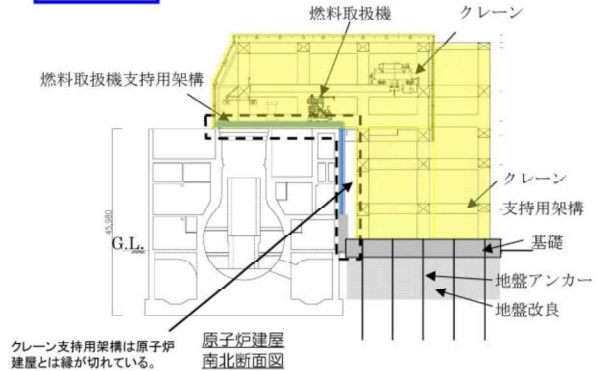 燃料取扱機
クレーン
燃料取扱機支持用架構
クレーン
支持用架構
45,980
G.L.
基礎
地盤アンカー
地盤改良
クレーン支持用架構は原子炉
建屋とは縁が切れている。
原子炉建屋
南北断面図